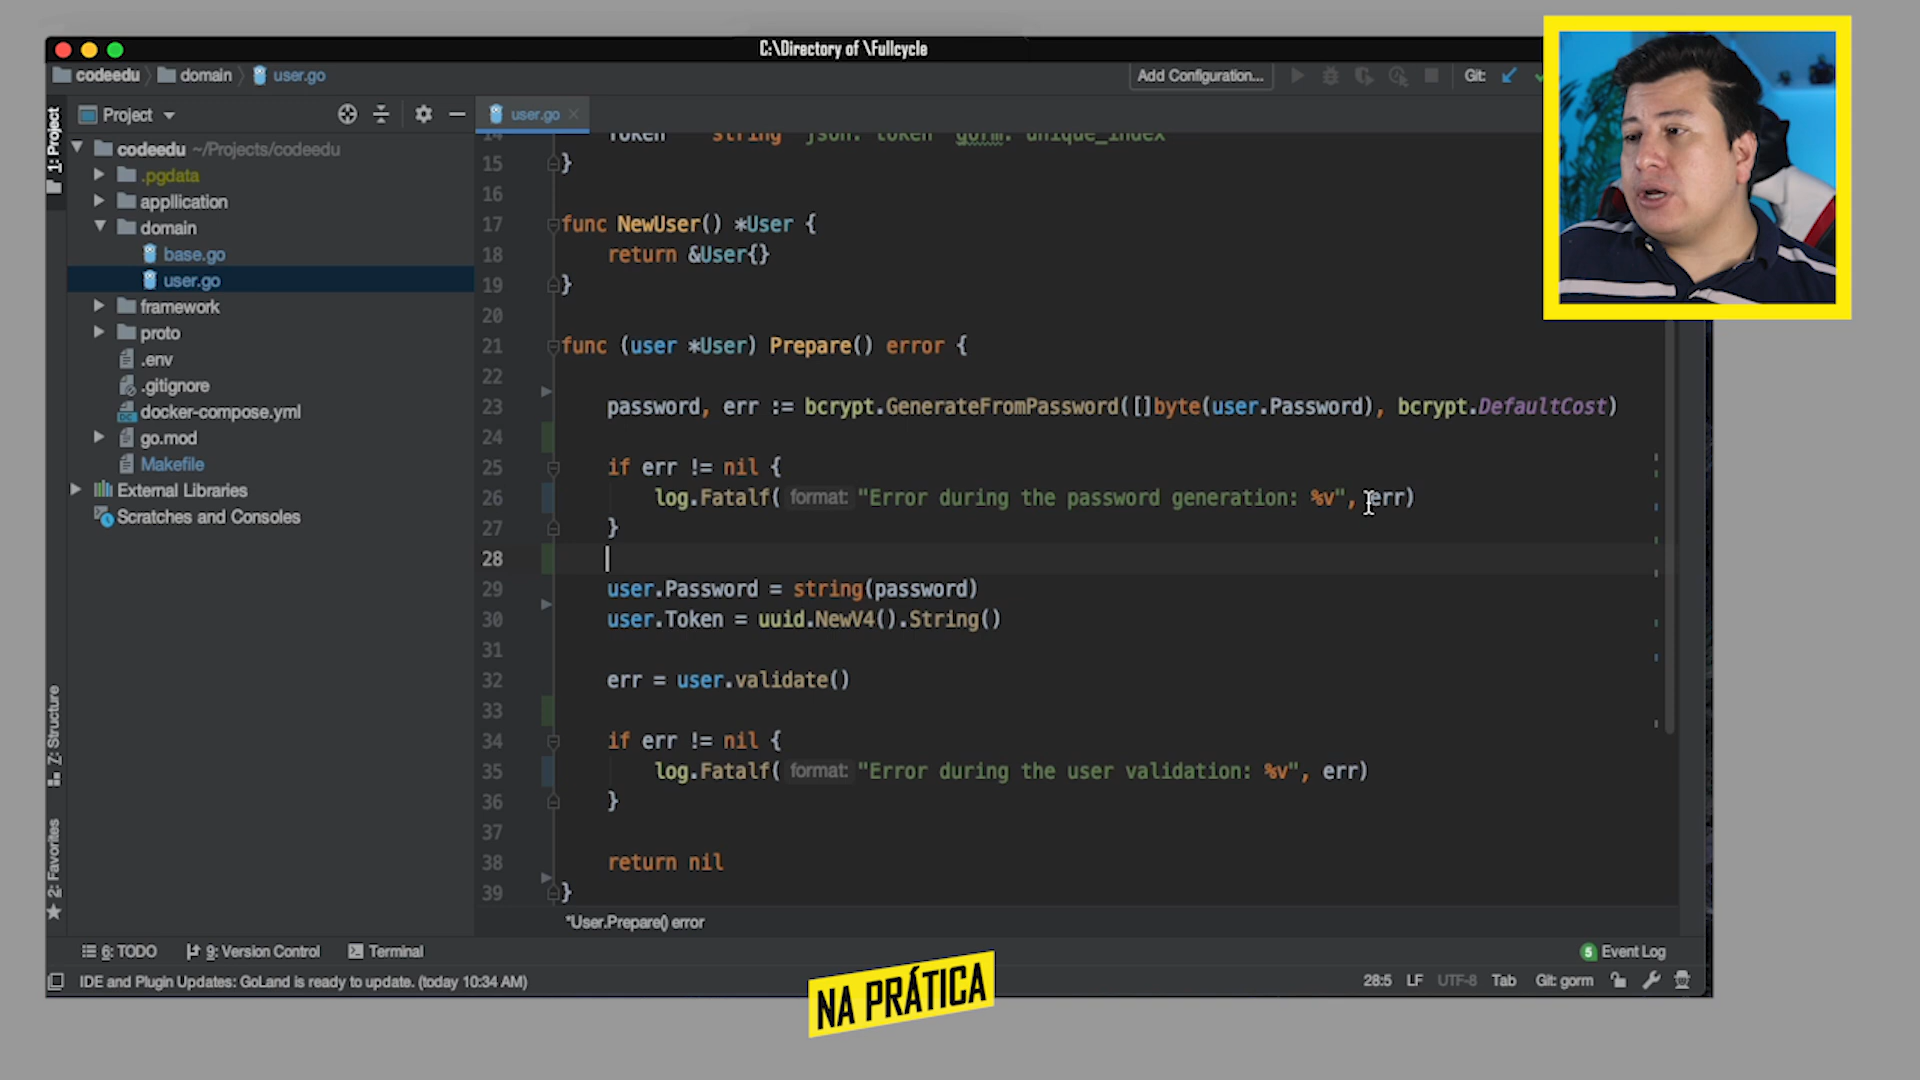 C:\Directory of \Fullcycle
codeedu
domain
user.go
Add Configuration...
Git:
1: Project
Project
codeedu ~/Projects/codeedu
.pgdata
appllication
domain
base.go
user.go
framework
proto
.env
.gitignore
docker-compose.yml
go.mod
Makefile
External Libraries
Scratches and Consoles
Z: Structure
2: Favorites
user.go
14 Token string json: token gorm: unique_index
15 }
16
17 func NewUser() *User {
18 return &User{}
19 }
20
21 func (user *User) Prepare() error {
22
23 password, err := bcrypt.GenerateFromPassword([]byte(user.Password), bcrypt.DefaultCost)
24
25 if err != nil {
26 log.Fatalf( format: "Error during the password generation: %v", err)
27 }
28
29 user.Password = string(password)
30 user.Token = uuid.NewV4().String()
31
32 err = user.validate()
33
34 if err != nil {
35 log.Fatalf( format: "Error during the user validation: %v", err)
36 }
37
38 return nil
39 }
*User.Prepare() error
6: TODO
9: Version Control
Terminal
5 Event Log
IDE and Plugin Updates: GoLand is ready to update. (today 10:34 AM)
28:5 LF UTF-8 Tab Git: gorm
NA PRÁTICA